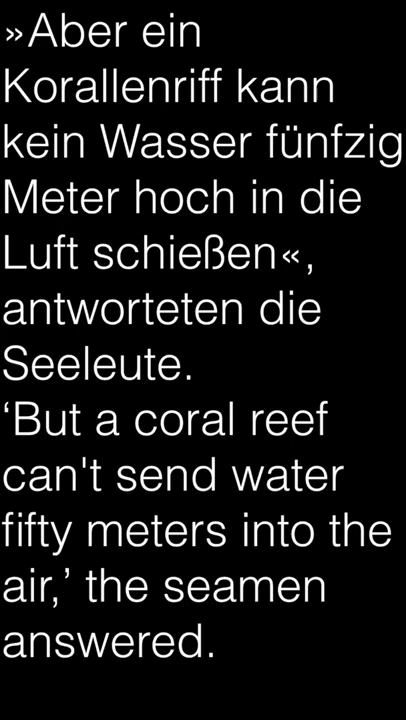 »Aber ein
Korallenriff kann
kein Wasser fünfzig
Meter hoch in die
Luft schießen«,
antworteten die
Seeleute.
‘But a coral reef
can't send water
fifty meters into the
air,’ the seamen
answered.